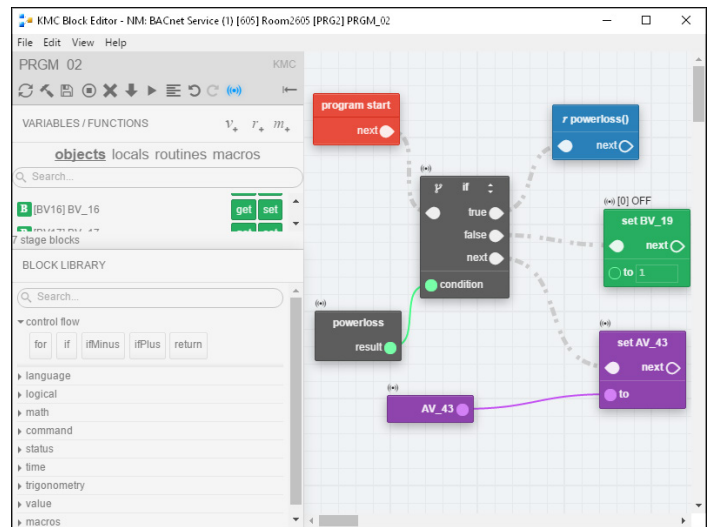 KMC Block Editor - NM: BACnet Service (1) [605] Room2605 [PRG2] PRGM_02
File Edit View Help
PRGM 02 KMC
VARIABLES / FUNCTIONS v+ r+ m+
objects locals routines macros
Search...
B [BV16] BV_16 get set
7 stage blocks
BLOCK LIBRARY
Search...
control flow
for if ifMinus ifPlus return
language
logical
math
command
status
time
trigonometry
value
macros
program start
next
r powerloss()
next
if
true
false
next
condition
[0] OFF
set BV_19
next
to 1
powerloss
result
set AV_43
next
to
AV_43